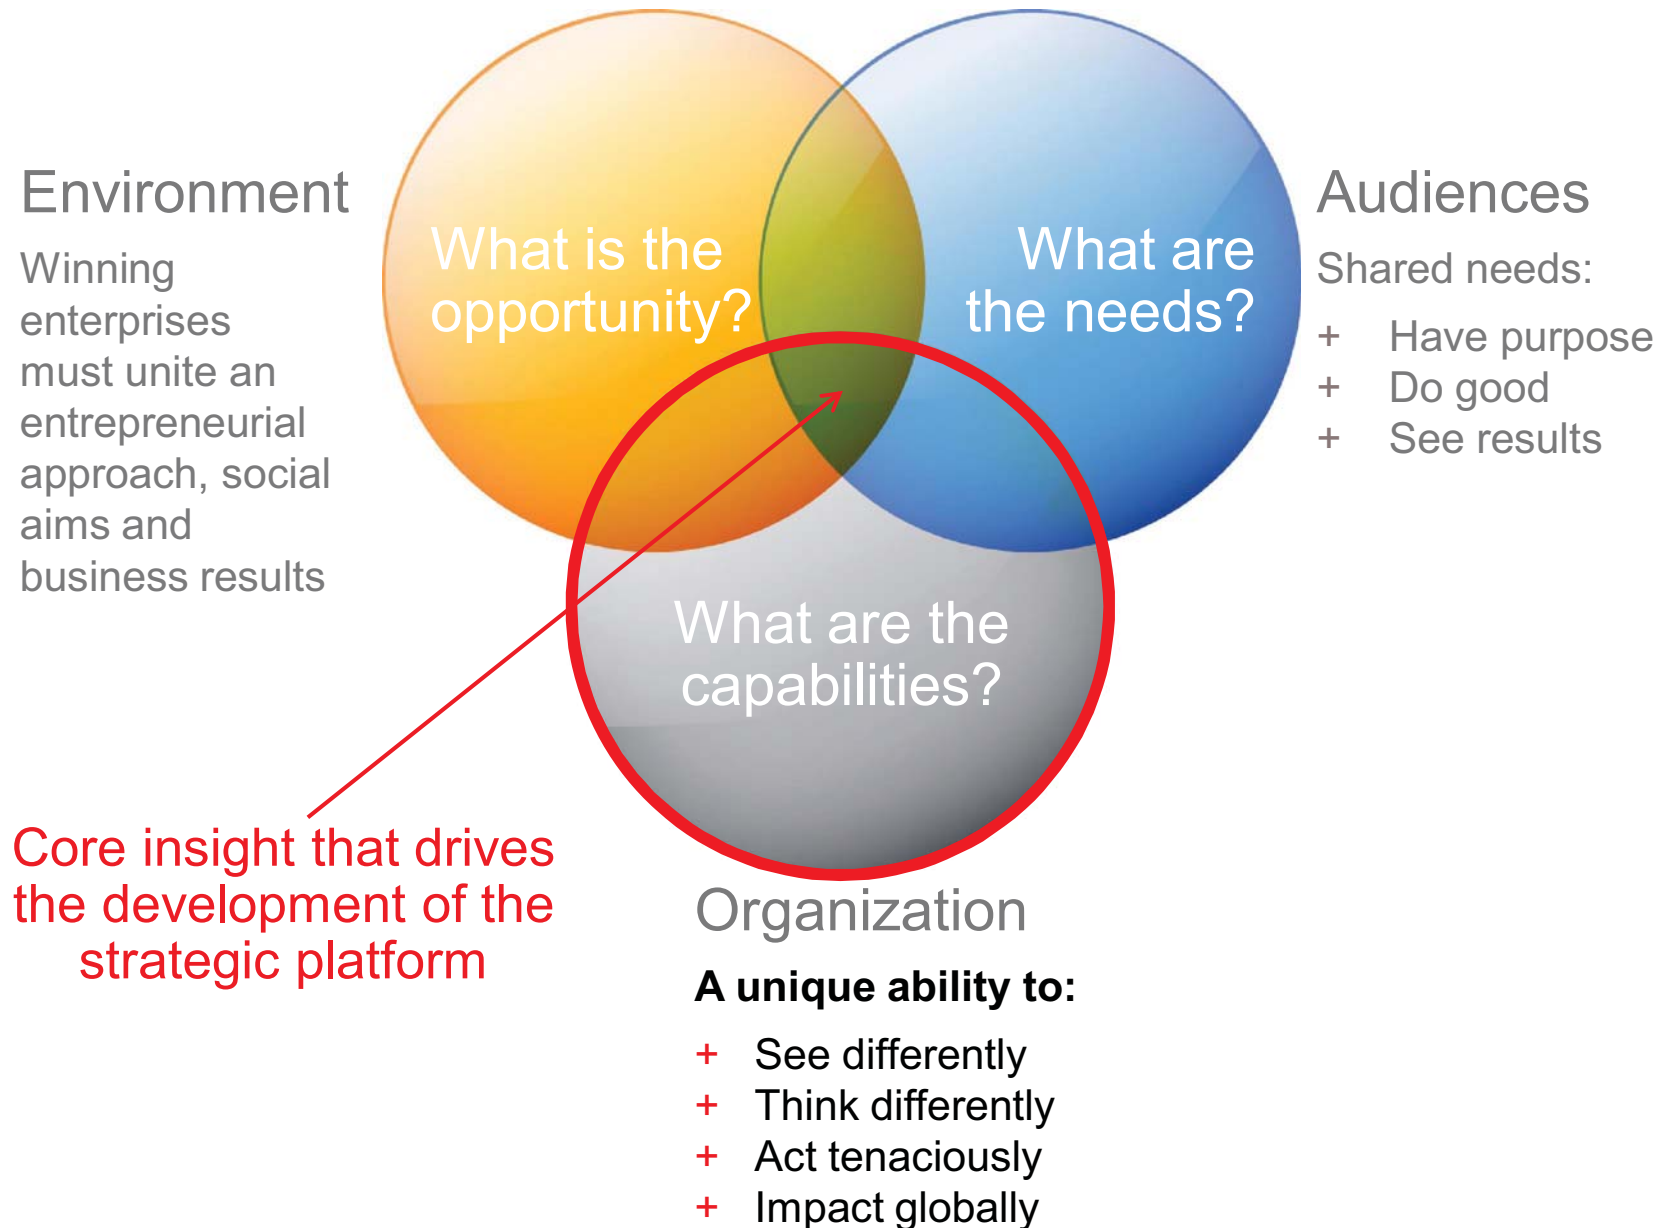 Environment
Winning
enterprises
must unite an
entrepreneurial
approach, social
aims and
business results
What is the
opportunity?
What are
the needs?
Audiences
Shared needs:
+ Have purpose
+ Do good
+ See results
What are the
capabilities?
Core insight that drives
the development of the
strategic platform
Organization
A unique ability to:
+ See differently
+ Think differently
+ Act tenaciously
+ Impact globally